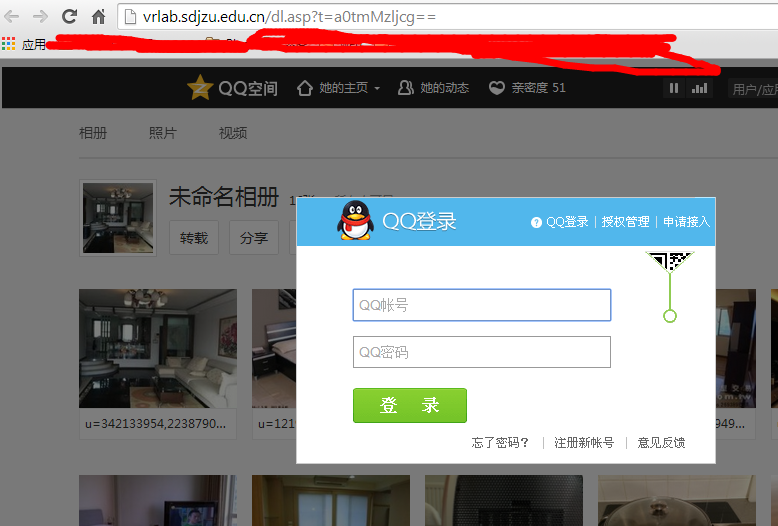 vrlab.sdjzu.edu.cn/dl.asp?t=a0tmMzljcg==
应用
QQ空间 她的主页 她的动态 亲密度 51 用户/应用
相册 照片 视频
未命名相册
转载 分享
QQ登录 QQ登录 | 授权管理 | 申请接入
QQ帐号
QQ密码
登 录
忘了密码？ | 注册新帐号 | 意见反馈
u=342133954,2238790...
u=121
949...